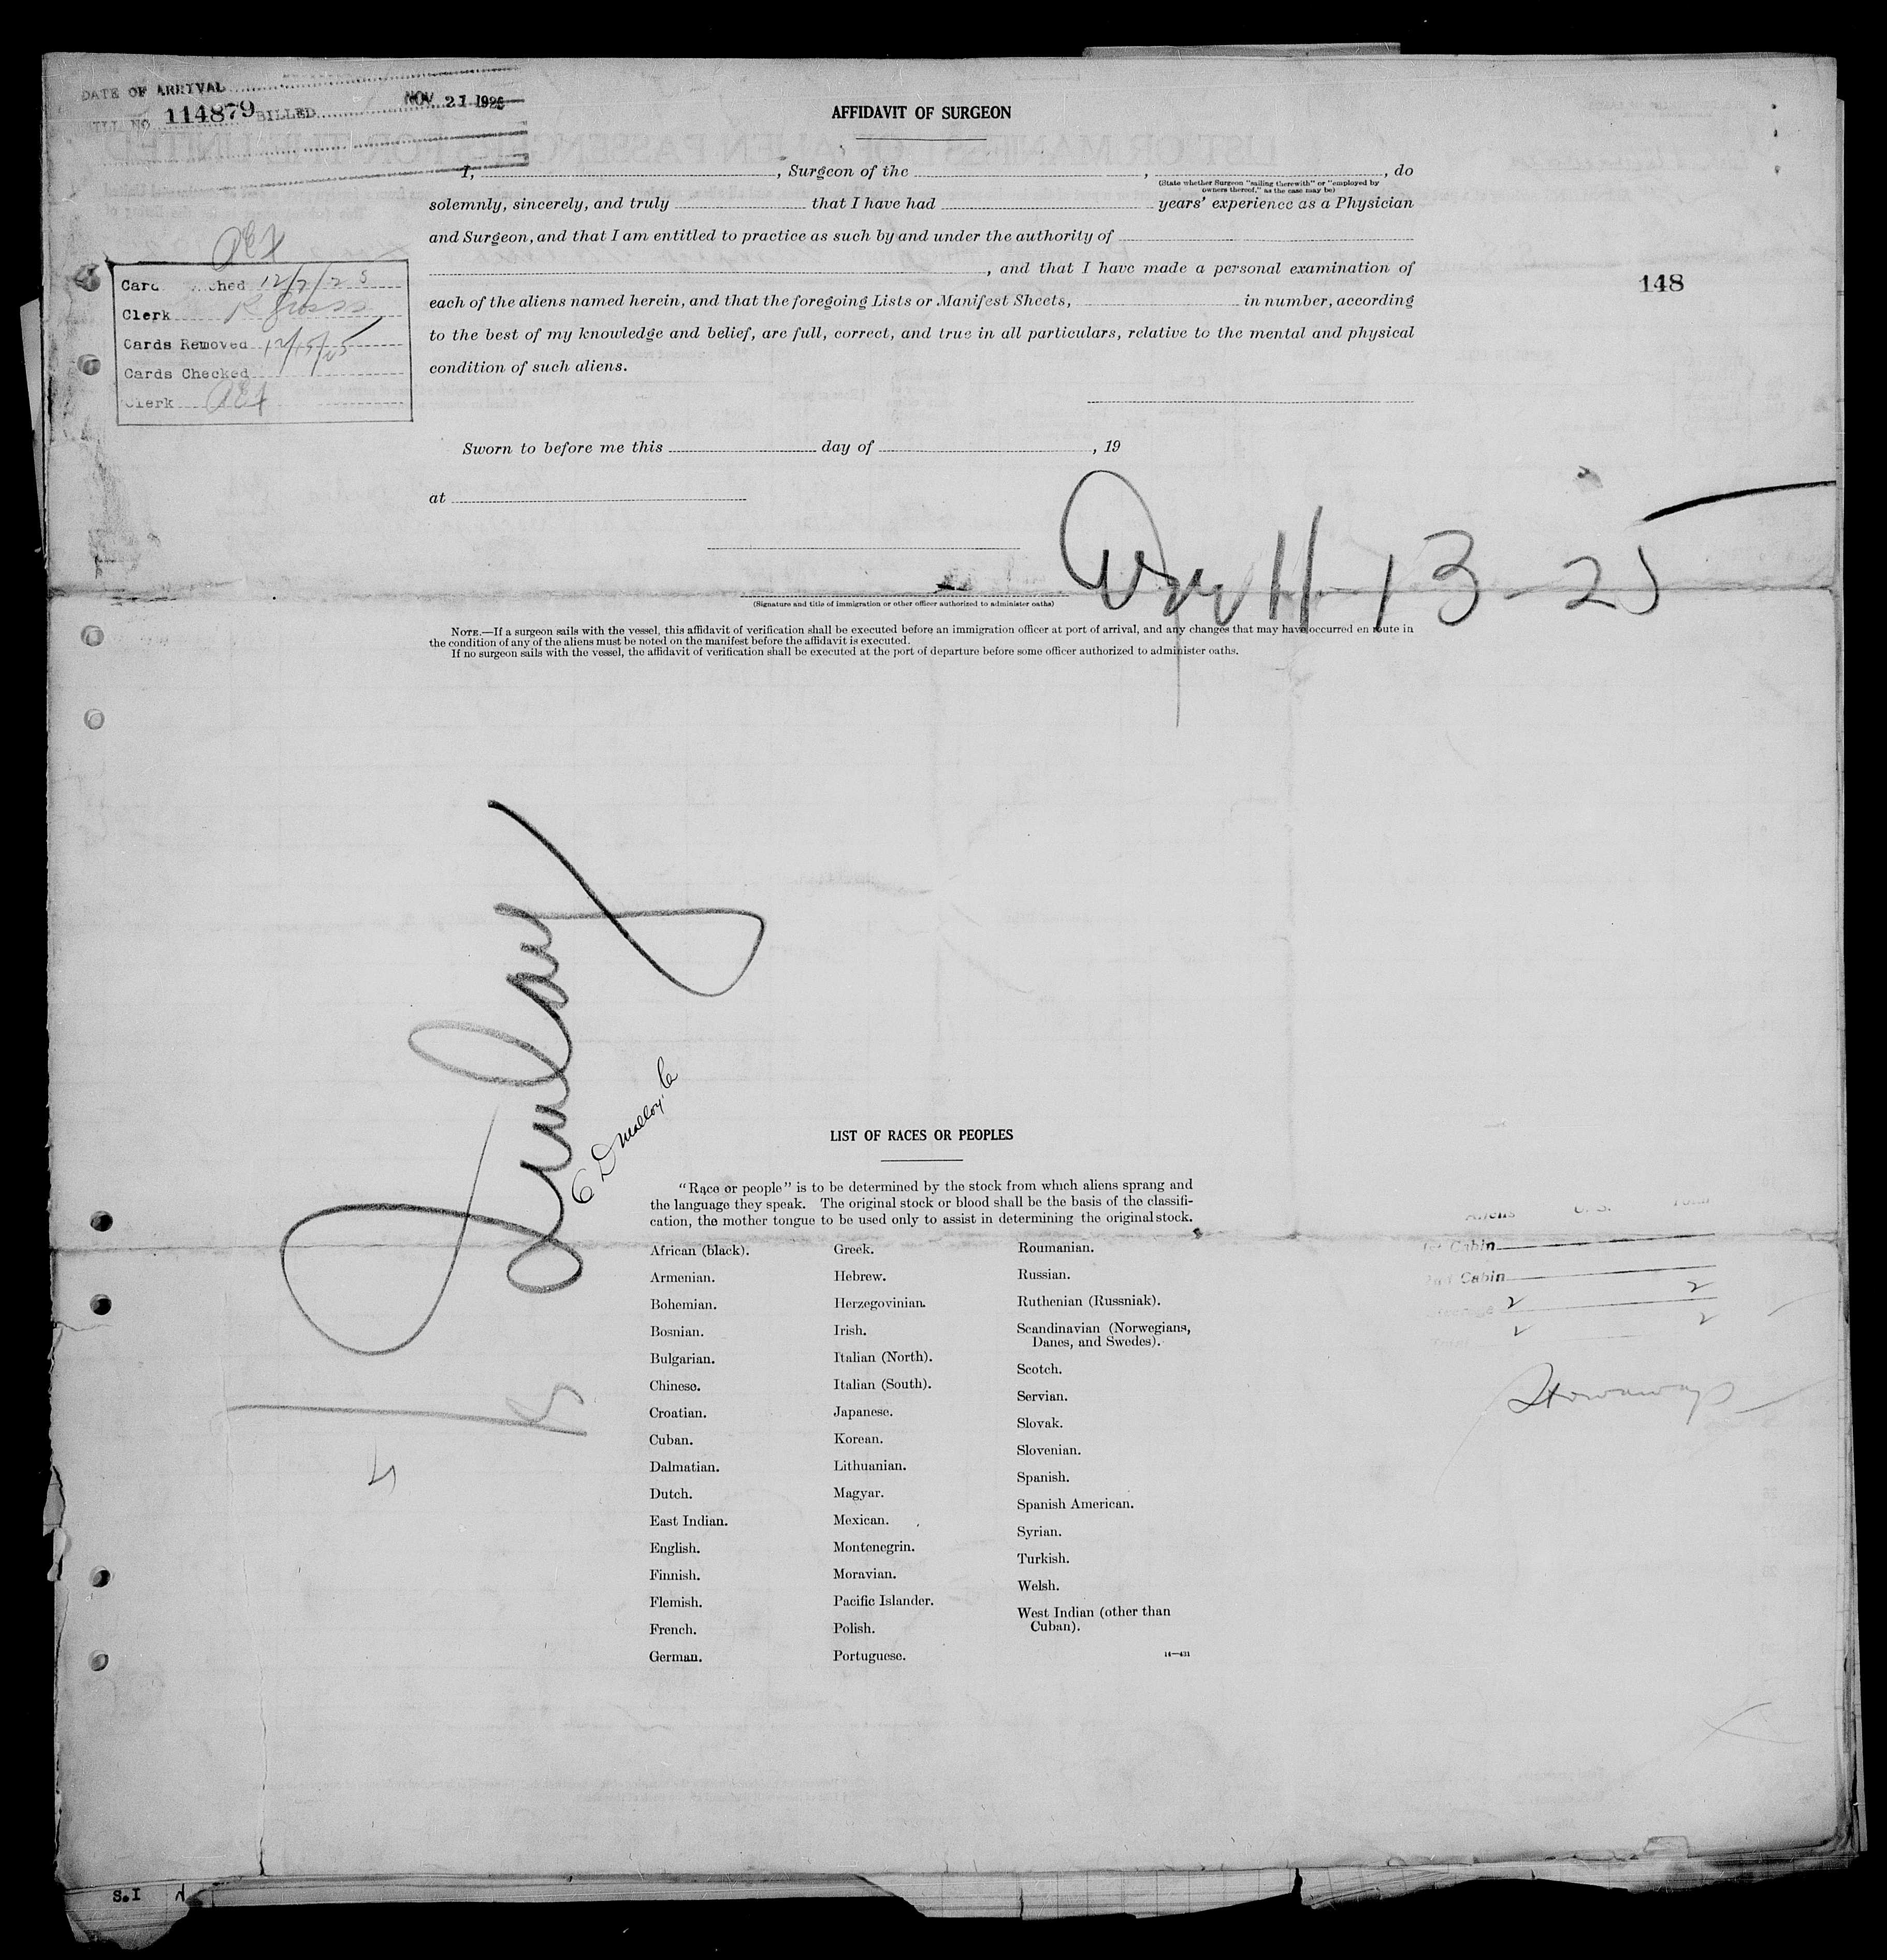 DATE OF ARRIVAL
BILL NO 114879 BILLED NOV 21 1925
AFFIDAVIT OF SURGEON
I, , Surgeon of the , , do
(State whether Surgeon "sailing therewith" or "employed by
owners thereof," as the case may be)
solemnly, sincerely, and truly that I have had years' experience as a Physician
and Surgeon, and that I am entitled to practice as such by and under the authority of
, and that I have made a personal examination of
each of the aliens named herein, and that the foregoing Lists or Manifest Sheets, in number, according
to the best of my knowledge and belief, are full, correct, and true in all particulars, relative to the mental and physical
condition of such aliens.
148
Clerk
Cards Removed 12/15/25
Cards Checked
Clerk
Sworn to before me this day of , 19
at
11-13-25
(Signature and title of immigration or other officer authorized to administer oaths)
NOTE.—If a surgeon sails with the vessel, this affidavit of verification shall be executed before an immigration officer at port of arrival, and any changes that may have occurred en route in
the condition of any of the aliens must be noted on the manifest before the affidavit is executed.
If no surgeon sails with the vessel, the affidavit of verification shall be executed at the port of departure before some officer authorized to administer oaths.
LIST OF RACES OR PEOPLES
"Race or people" is to be determined by the stock from which aliens sprang and
the language they speak. The original stock or blood shall be the basis of the classifi-
cation, the mother tongue to be used only to assist in determining the original stock.
African (black).
Armenian.
Bohemian.
Bosnian.
Bulgarian.
Chinese.
Croatian.
Cuban.
Dalmatian.
Dutch.
East Indian.
English.
Finnish.
Flemish.
French.
German.
Greek.
Hebrew.
Herzegovinian.
Irish.
Italian (North).
Italian (South).
Japanese.
Korean.
Lithuanian.
Magyar.
Mexican.
Montenegrin.
Moravian.
Pacific Islander.
Polish.
Portuguese.
Roumanian.
Russian.
Ruthenian (Russniak).
Scandinavian (Norwegians,
Danes, and Swedes).
Scotch.
Servian.
Slovak.
Slovenian.
Spanish.
Spanish American.
Syrian.
Turkish.
Welsh.
West Indian (other than
Cuban).
14—431
Aliens U. S. Total
1st Cabin
2nd Cabin
2 2
2 2
Stowaways
S.I